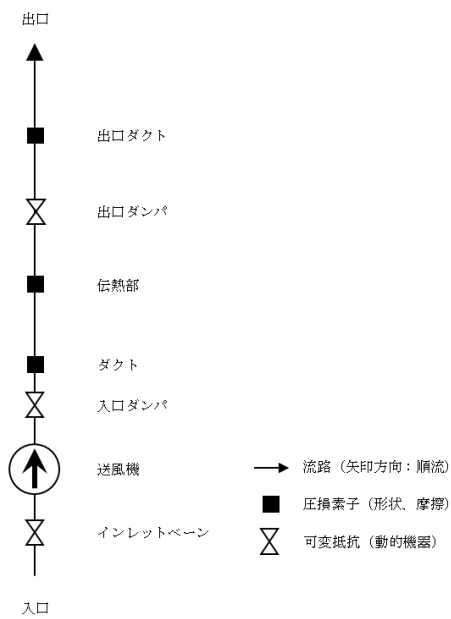 出口
出口ダクト
出口ダンパ
伝熱部
ダクト
入口ダンパ
送風機
インレットベーン
入口
流路（矢印方向：順流）
圧損素子（形状、摩擦）
可変抵抗（動的機器）